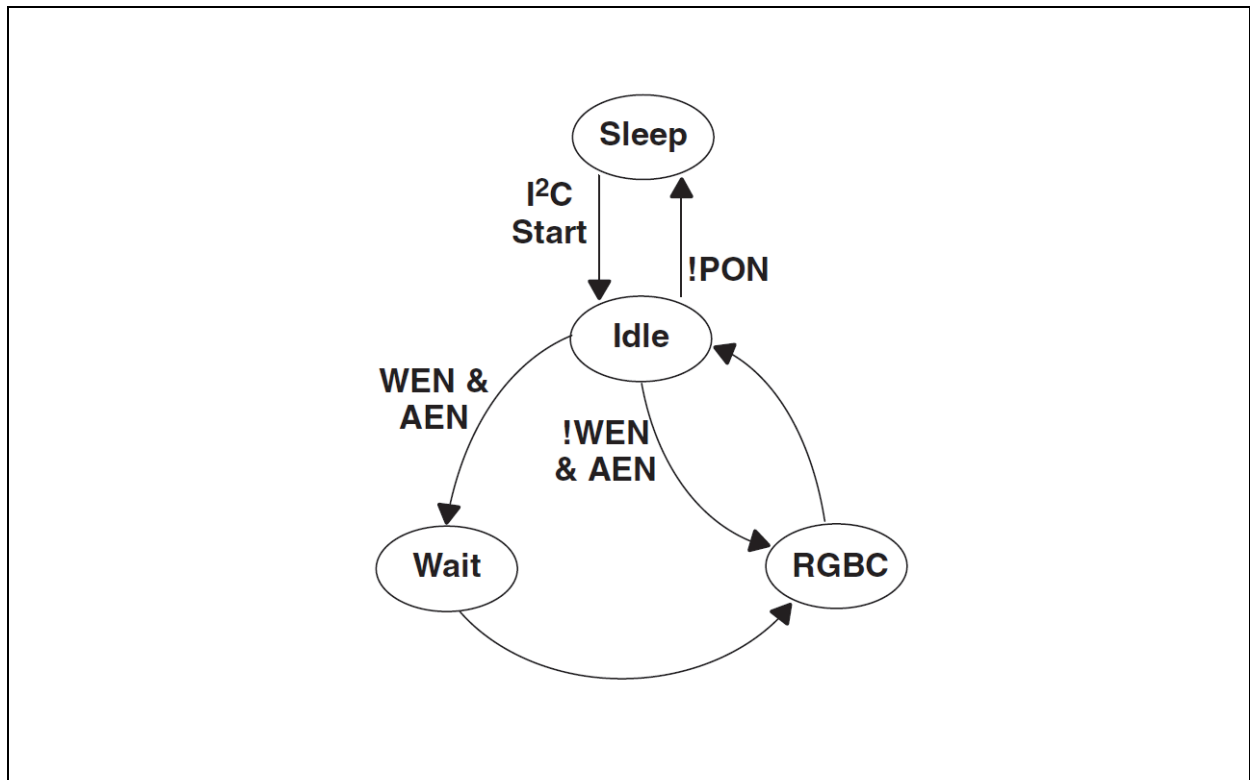 Sleep
I²C
Start
!PON
Idle
WEN &
AEN
!WEN
& AEN
Wait
RGBC